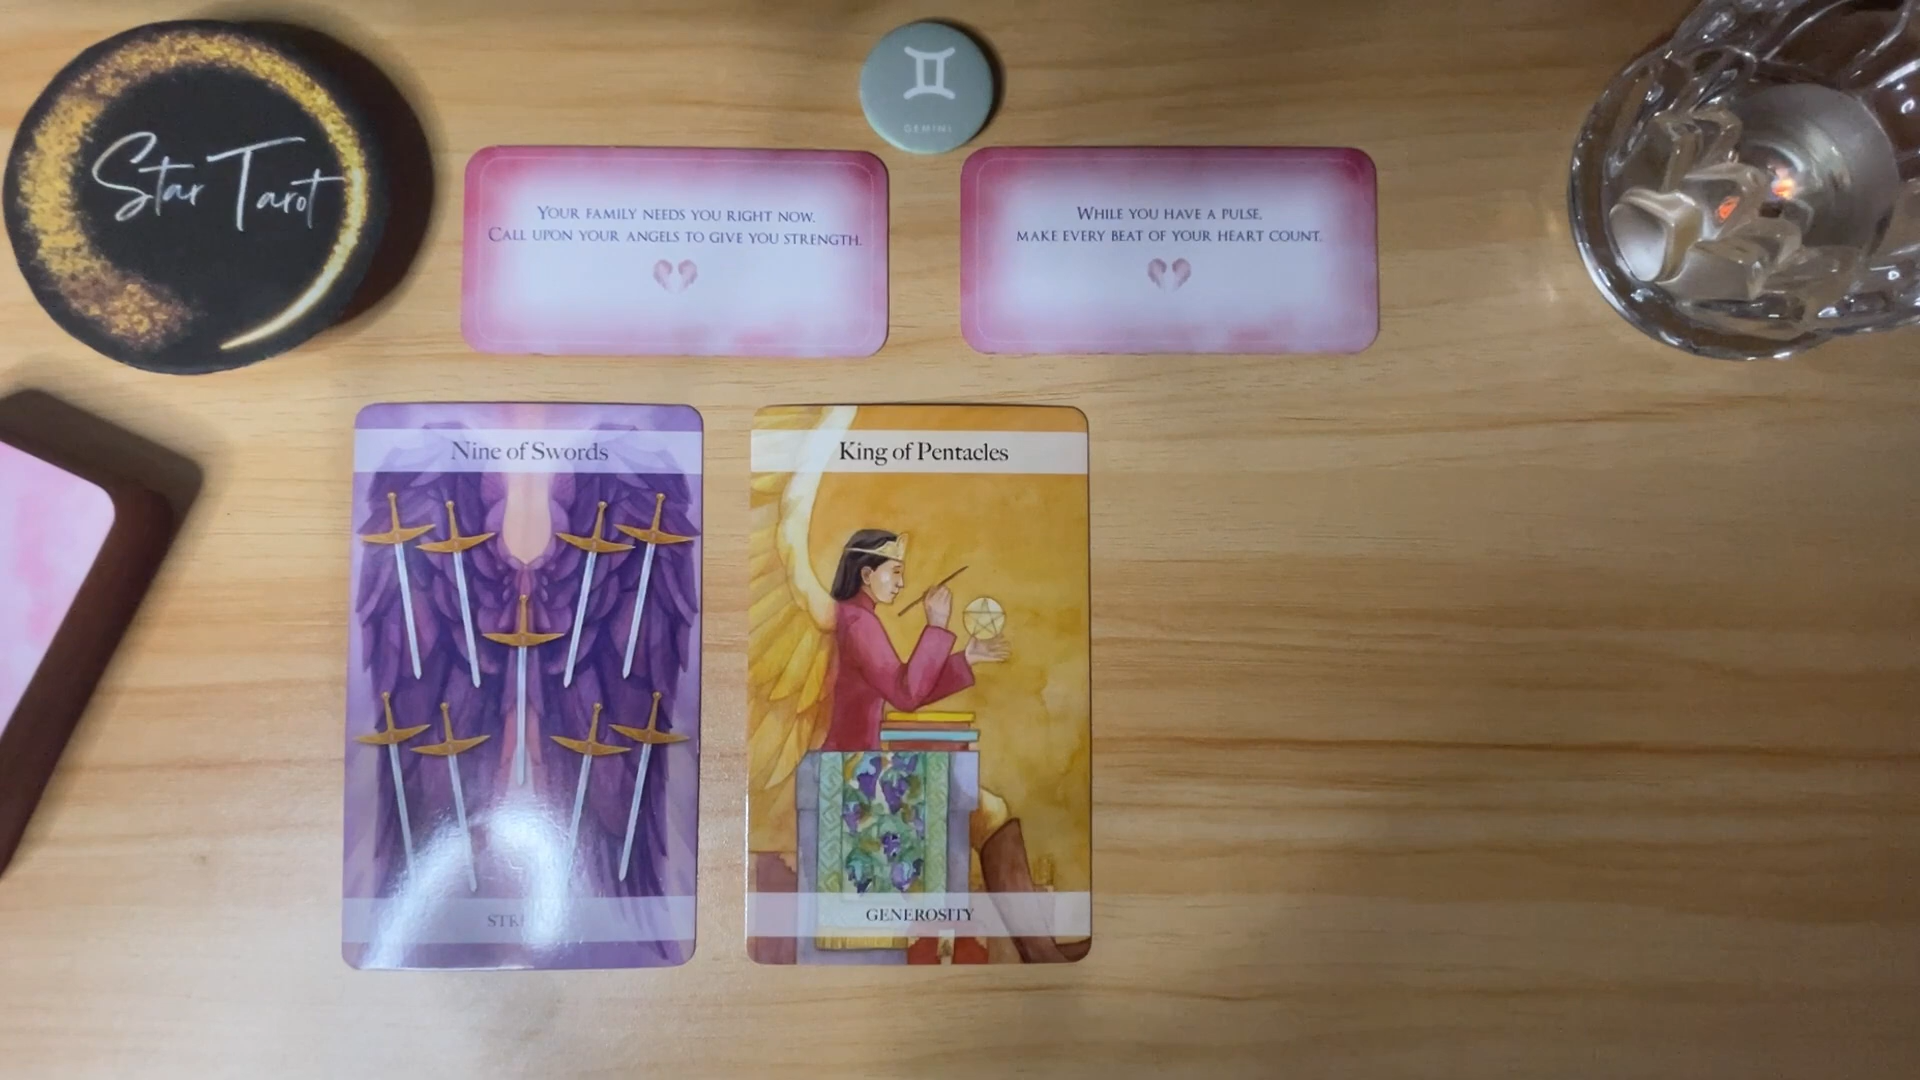 Star Tarot
GEMINI
YOUR FAMILY NEEDS YOU RIGHT NOW.
CALL UPON YOUR ANGELS TO GIVE YOU STRENGTH.
WHILE YOU HAVE A PULSE,
MAKE EVERY BEAT OF YOUR HEART COUNT.
Nine of Swords
King of Pentacles
GENEROSITY